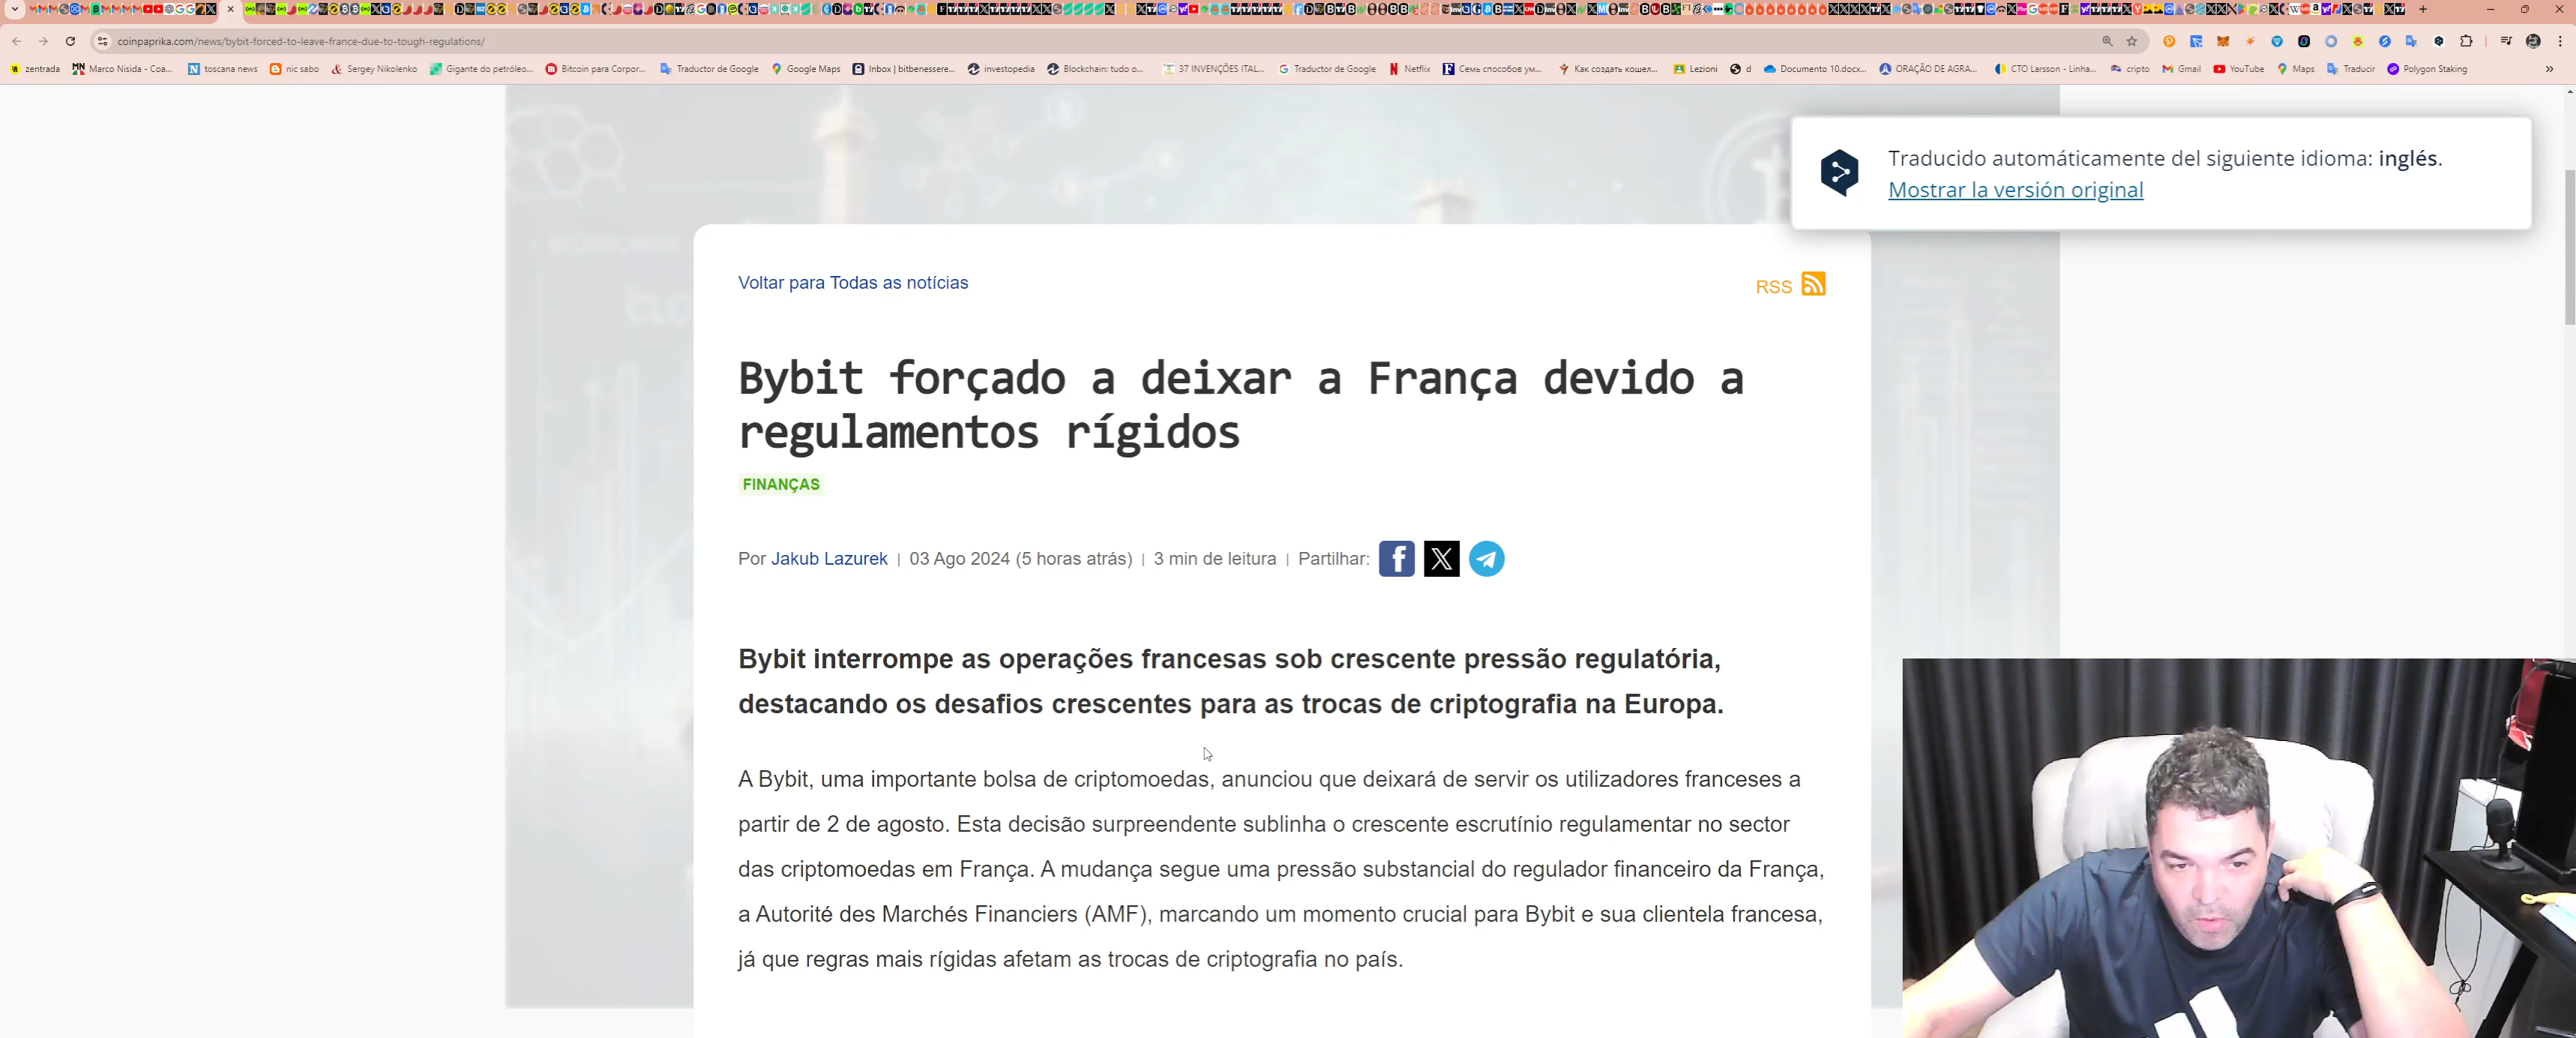 coinpaprika.com/news/bybit-forced-to-leave-france-due-to-tough-regulations/
zentrada
Marco Nisida - Coa...
toscana news
nic sabo
Sergey Nikolenko
Gigante do petróleo...
Bitcoin para Corpor...
Traductor de Google
Google Maps
Inbox | bitbenessere...
investopedia
Blockchain: tudo o...
37 INVENÇÕES ITAL...
Traductor de Google
Netflix
Семь способов ум...
Как создать кошел...
Lezioni
d
Documento 10.docx...
ORAÇÃO DE AGRA...
CTO Larsson - Linha...
cripto
Gmail
YouTube
Maps
Traducir
Polygon Staking
Traducido automáticamente del siguiente idioma: inglés.
Mostrar la versión original
Voltar para Todas as notícias
RSS
Bybit forçado a deixar a França devido a
regulamentos rígidos
FINANÇAS
Por Jakub Lazurek | 03 Ago 2024 (5 horas atrás) | 3 min de leitura | Partilhar:
Bybit interrompe as operações francesas sob crescente pressão regulatória,
destacando os desafios crescentes para as trocas de criptografia na Europa.
A Bybit, uma importante bolsa de criptomoedas, anunciou que deixará de servir os utilizadores franceses a
partir de 2 de agosto. Esta decisão surpreendente sublinha o crescente escrutínio regulamentar no sector
das criptomoedas em França. A mudança segue uma pressão substancial do regulador financeiro da França,
a Autorité des Marchés Financiers (AMF), marcando um momento crucial para Bybit e sua clientela francesa,
já que regras mais rígidas afetam as trocas de criptografia no país.